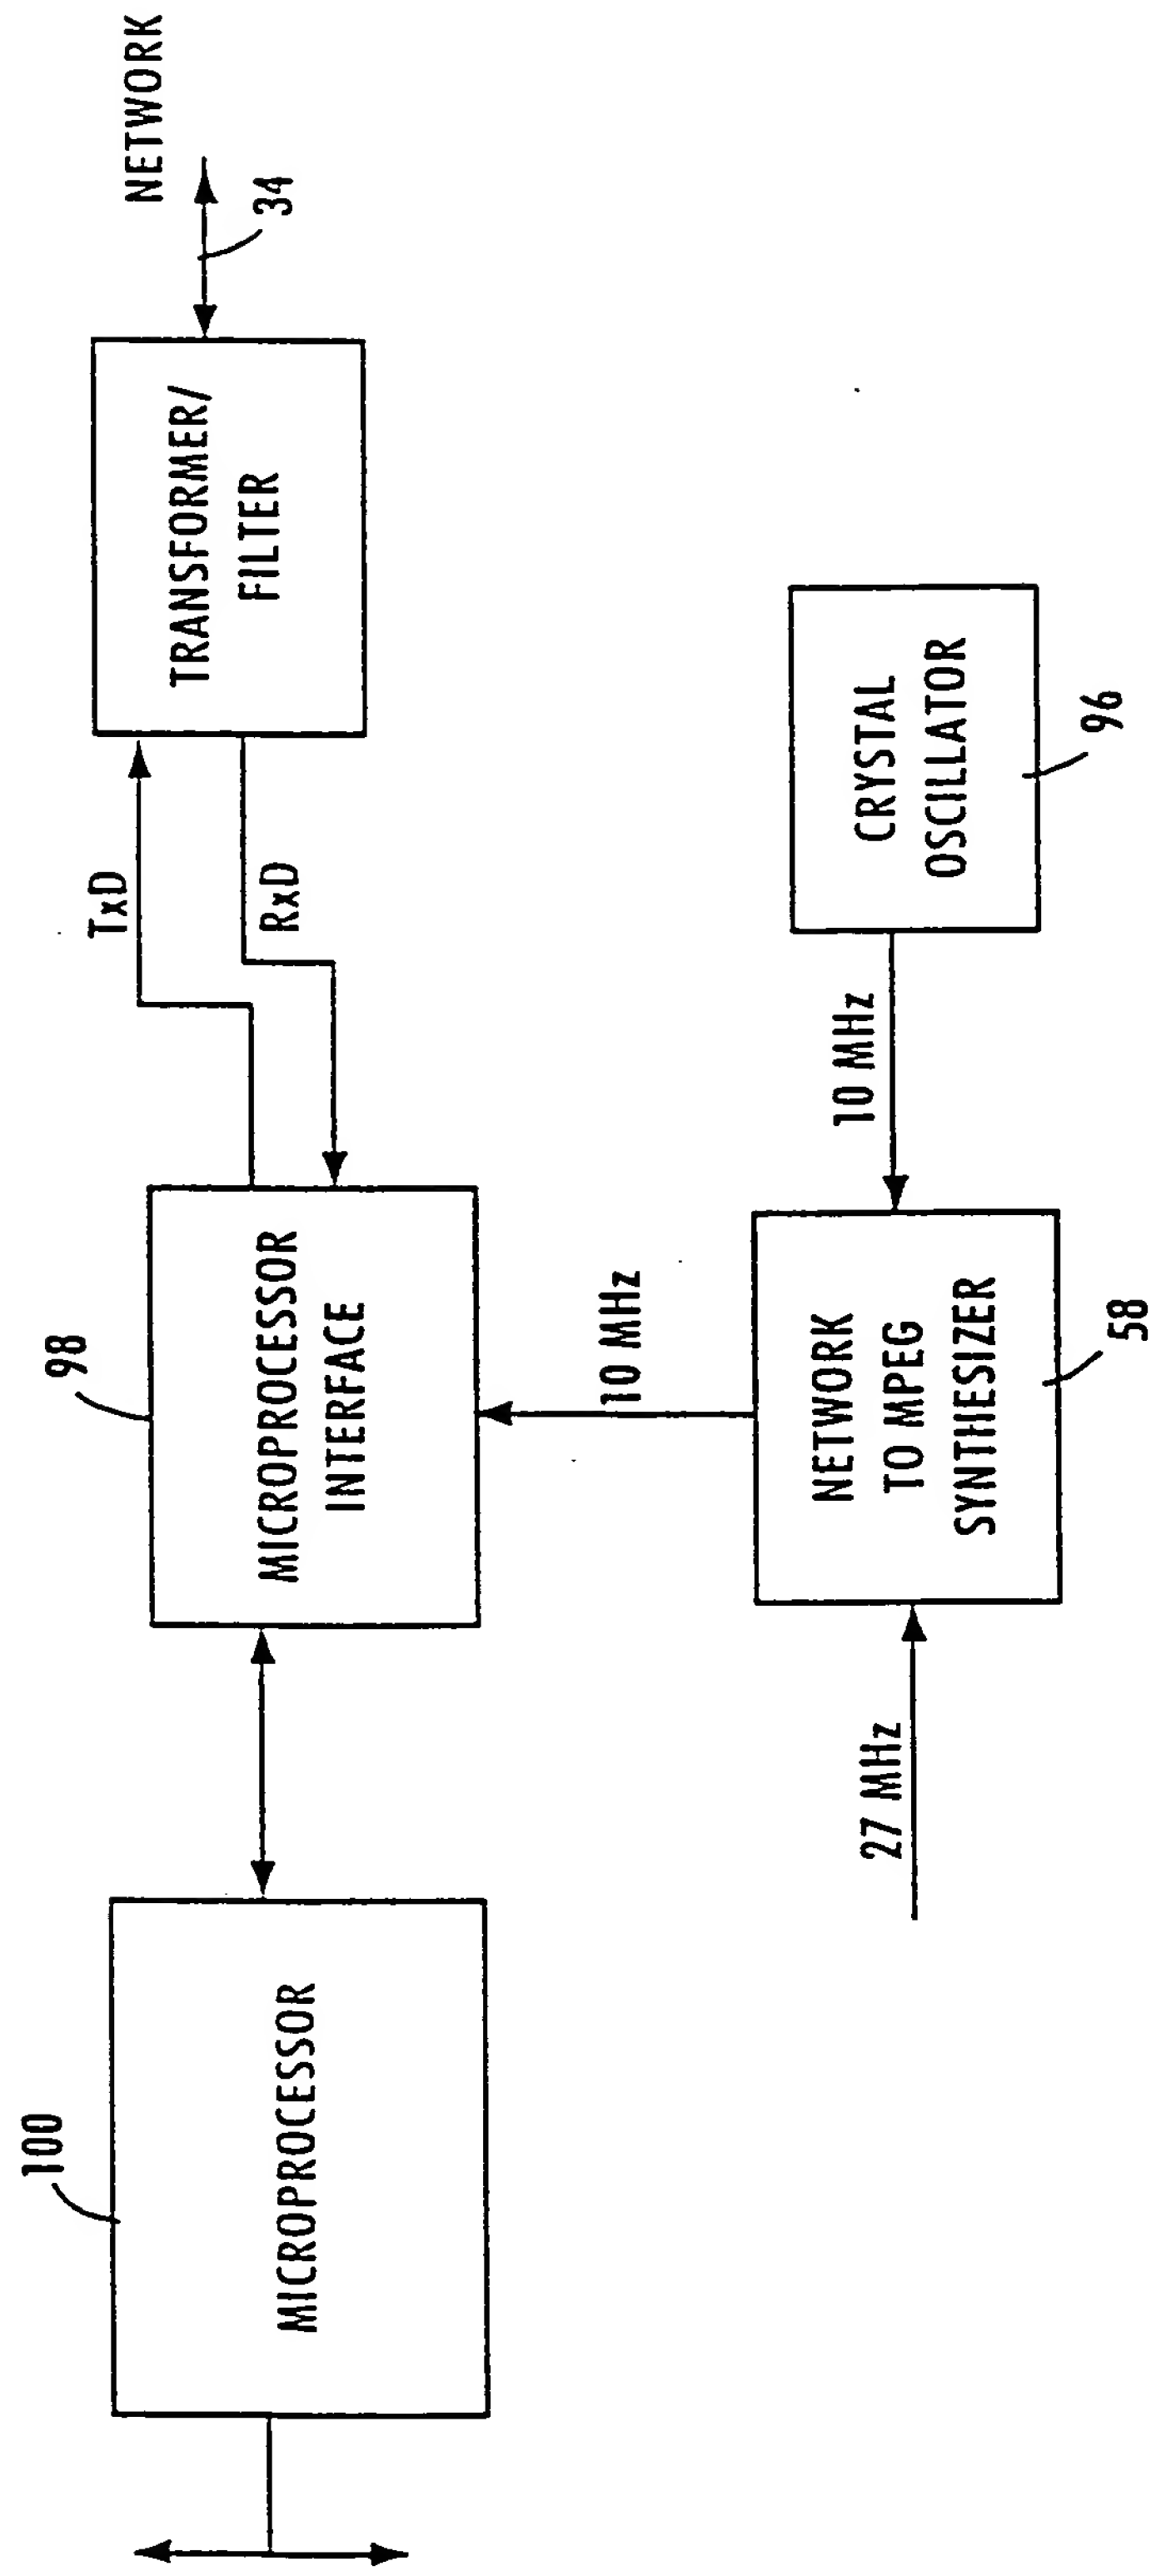 100
MICROPROCESSOR
98
MICROPROCESSOR
INTERFACE
TxD
RxD
TRANSFORMER/
FILTER
NETWORK
34
27 MHz
NETWORK
TO MPEG
SYNTHESIZER
58
10 MHz
10 MHz
CRYSTAL
OSCILLATOR
96